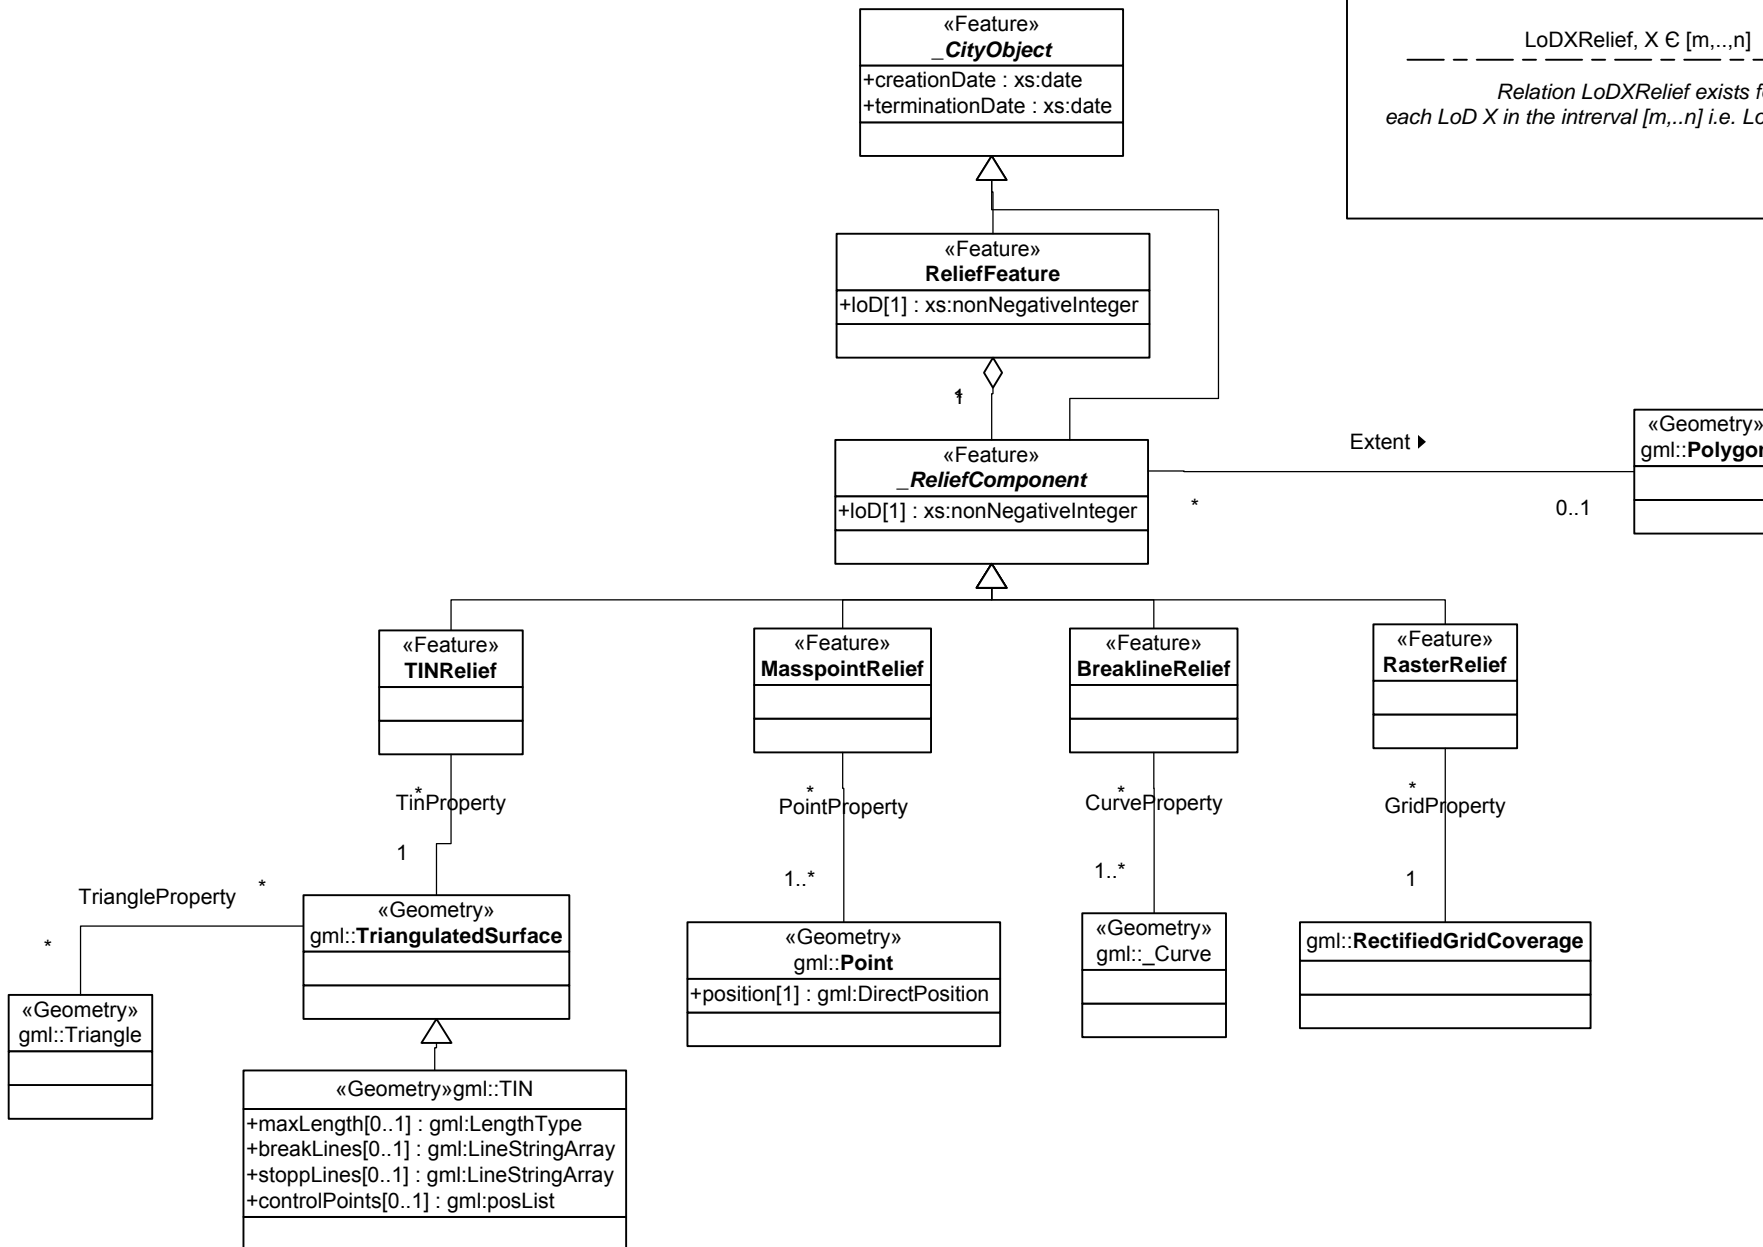 «Feature»
_CityObject
+creationDate : xs:date
+terminationDate : xs:date
LoDXRelief, X Є [m,..,n]
Relation LoDXRelief exists
each LoD X in the intrerval [m,..n] i.e.
«Feature»
ReliefFeature
+loD[1] : xs:nonNegativeInteger
«Feature»
_ReliefComponent
+loD[1] : xs:nonNegativeInteger
Extent
*
0..1
«Geometry»
gml::Polygon
«Feature»
TINRelief
«Feature»
MasspointRelief
«Feature»
BreaklineRelief
«Feature»
RasterRelief
*
TinProperty
1
*
PointProperty
1..*
*
CurveProperty
1..*
*
GridProperty
1
TriangleProperty
*
*
«Geometry»
gml::TriangulatedSurface
«Geometry»
gml::Point
+position[1] : gml:DirectPosition
«Geometry»
gml::_Curve
gml::RectifiedGridCoverage
«Geometry»
gml::Triangle
«Geometry»gml::TIN
+maxLength[0..1] : gml:LengthType
+breakLines[0..1] : gml:LineStringArray
+stoppLines[0..1] : gml:LineStringArray
+controlPoints[0..1] : gml:posList